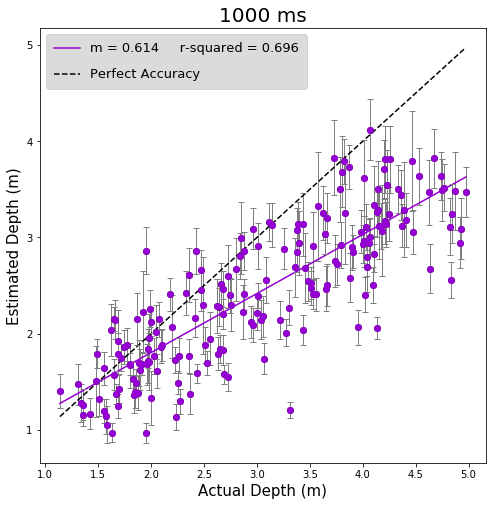 1000 ms
m = 0.614 r-squared = 0.696
Perfect Accuracy
Estimated Depth (m)
5
4
3
2
1
1.0 1.5 2.0 2.5 3.0 3.5 4.0 4.5 5.0
Actual Depth (m)